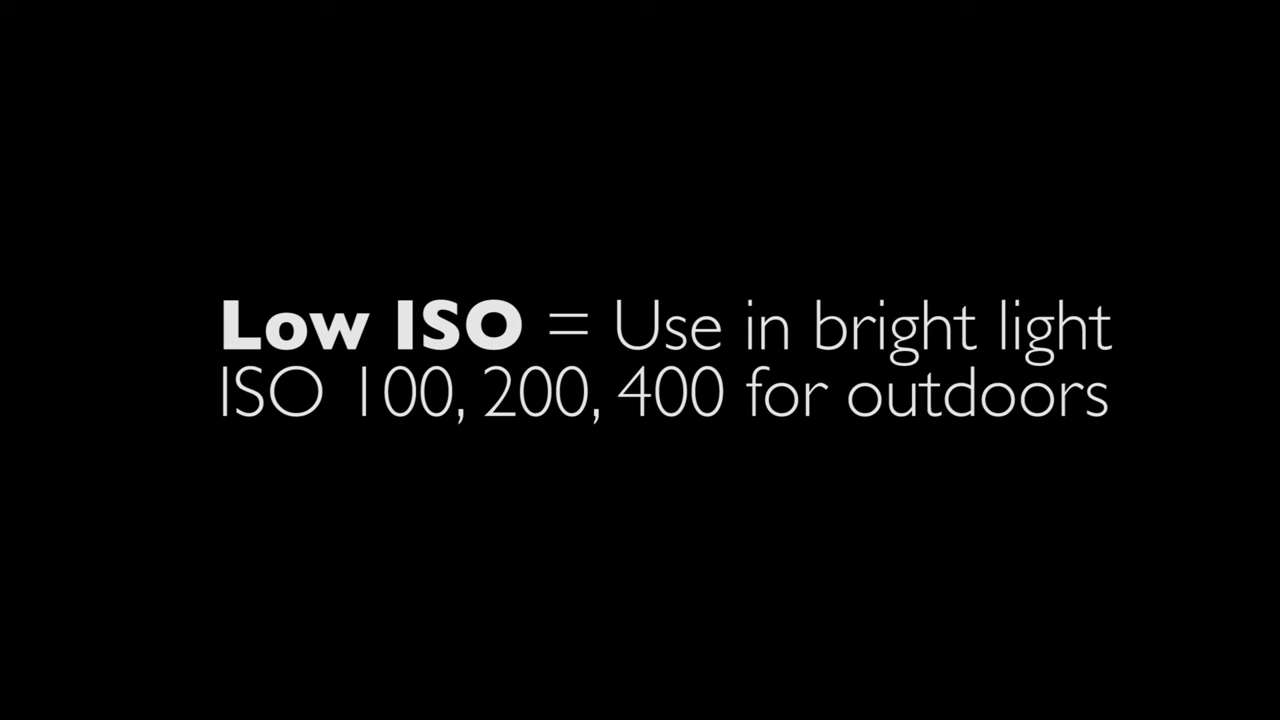 Low ISO = Use in bright light
ISO 100, 200, 400 for outdoors